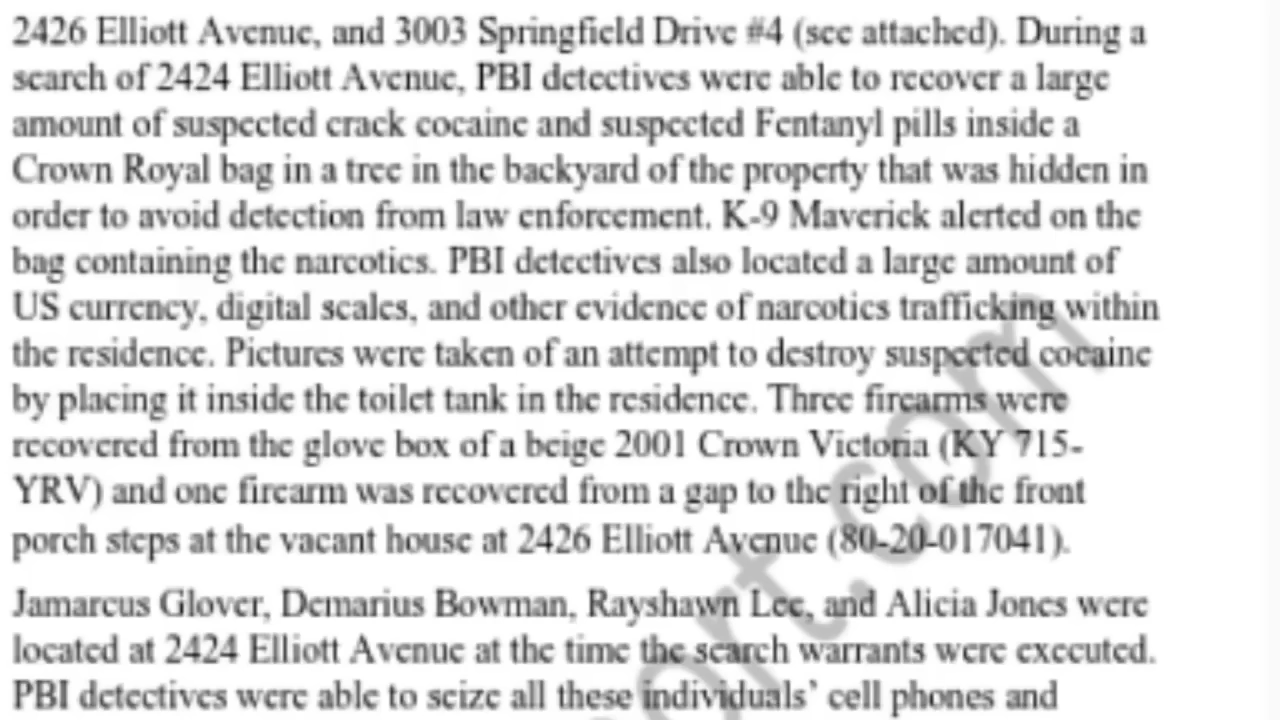 2426 Elliott Avenue, and 3003 Springfield Drive #4 (see attached). During a
search of 2424 Elliott Avenue, PBI detectives were able to recover a large
amount of suspected crack cocaine and suspected Fentanyl pills inside a
Crown Royal bag in a tree in the backyard of the property that was hidden in
order to avoid detection from law enforcement. K-9 Maverick alerted on the
bag containing the narcotics. PBI detectives also located a large amount of
US currency, digital scales, and other evidence of narcotics trafficking within
the residence. Pictures were taken of an attempt to destroy suspected cocaine
by placing it inside the toilet tank in the residence. Three firearms were
recovered from the glove box of a beige 2001 Crown Victoria (KY 715-
YRV) and one firearm was recovered from a gap to the right of the front
porch steps at the vacant house at 2426 Elliott Avenue (80-20-017041).
Jamarcus Glover, Demarius Bowman, Rayshawn Lee, and Alicia Jones were
located at 2424 Elliott Avenue at the time the search warrants were executed.
PBI detectives were able to seize all these individuals' cell phones and
ort.com